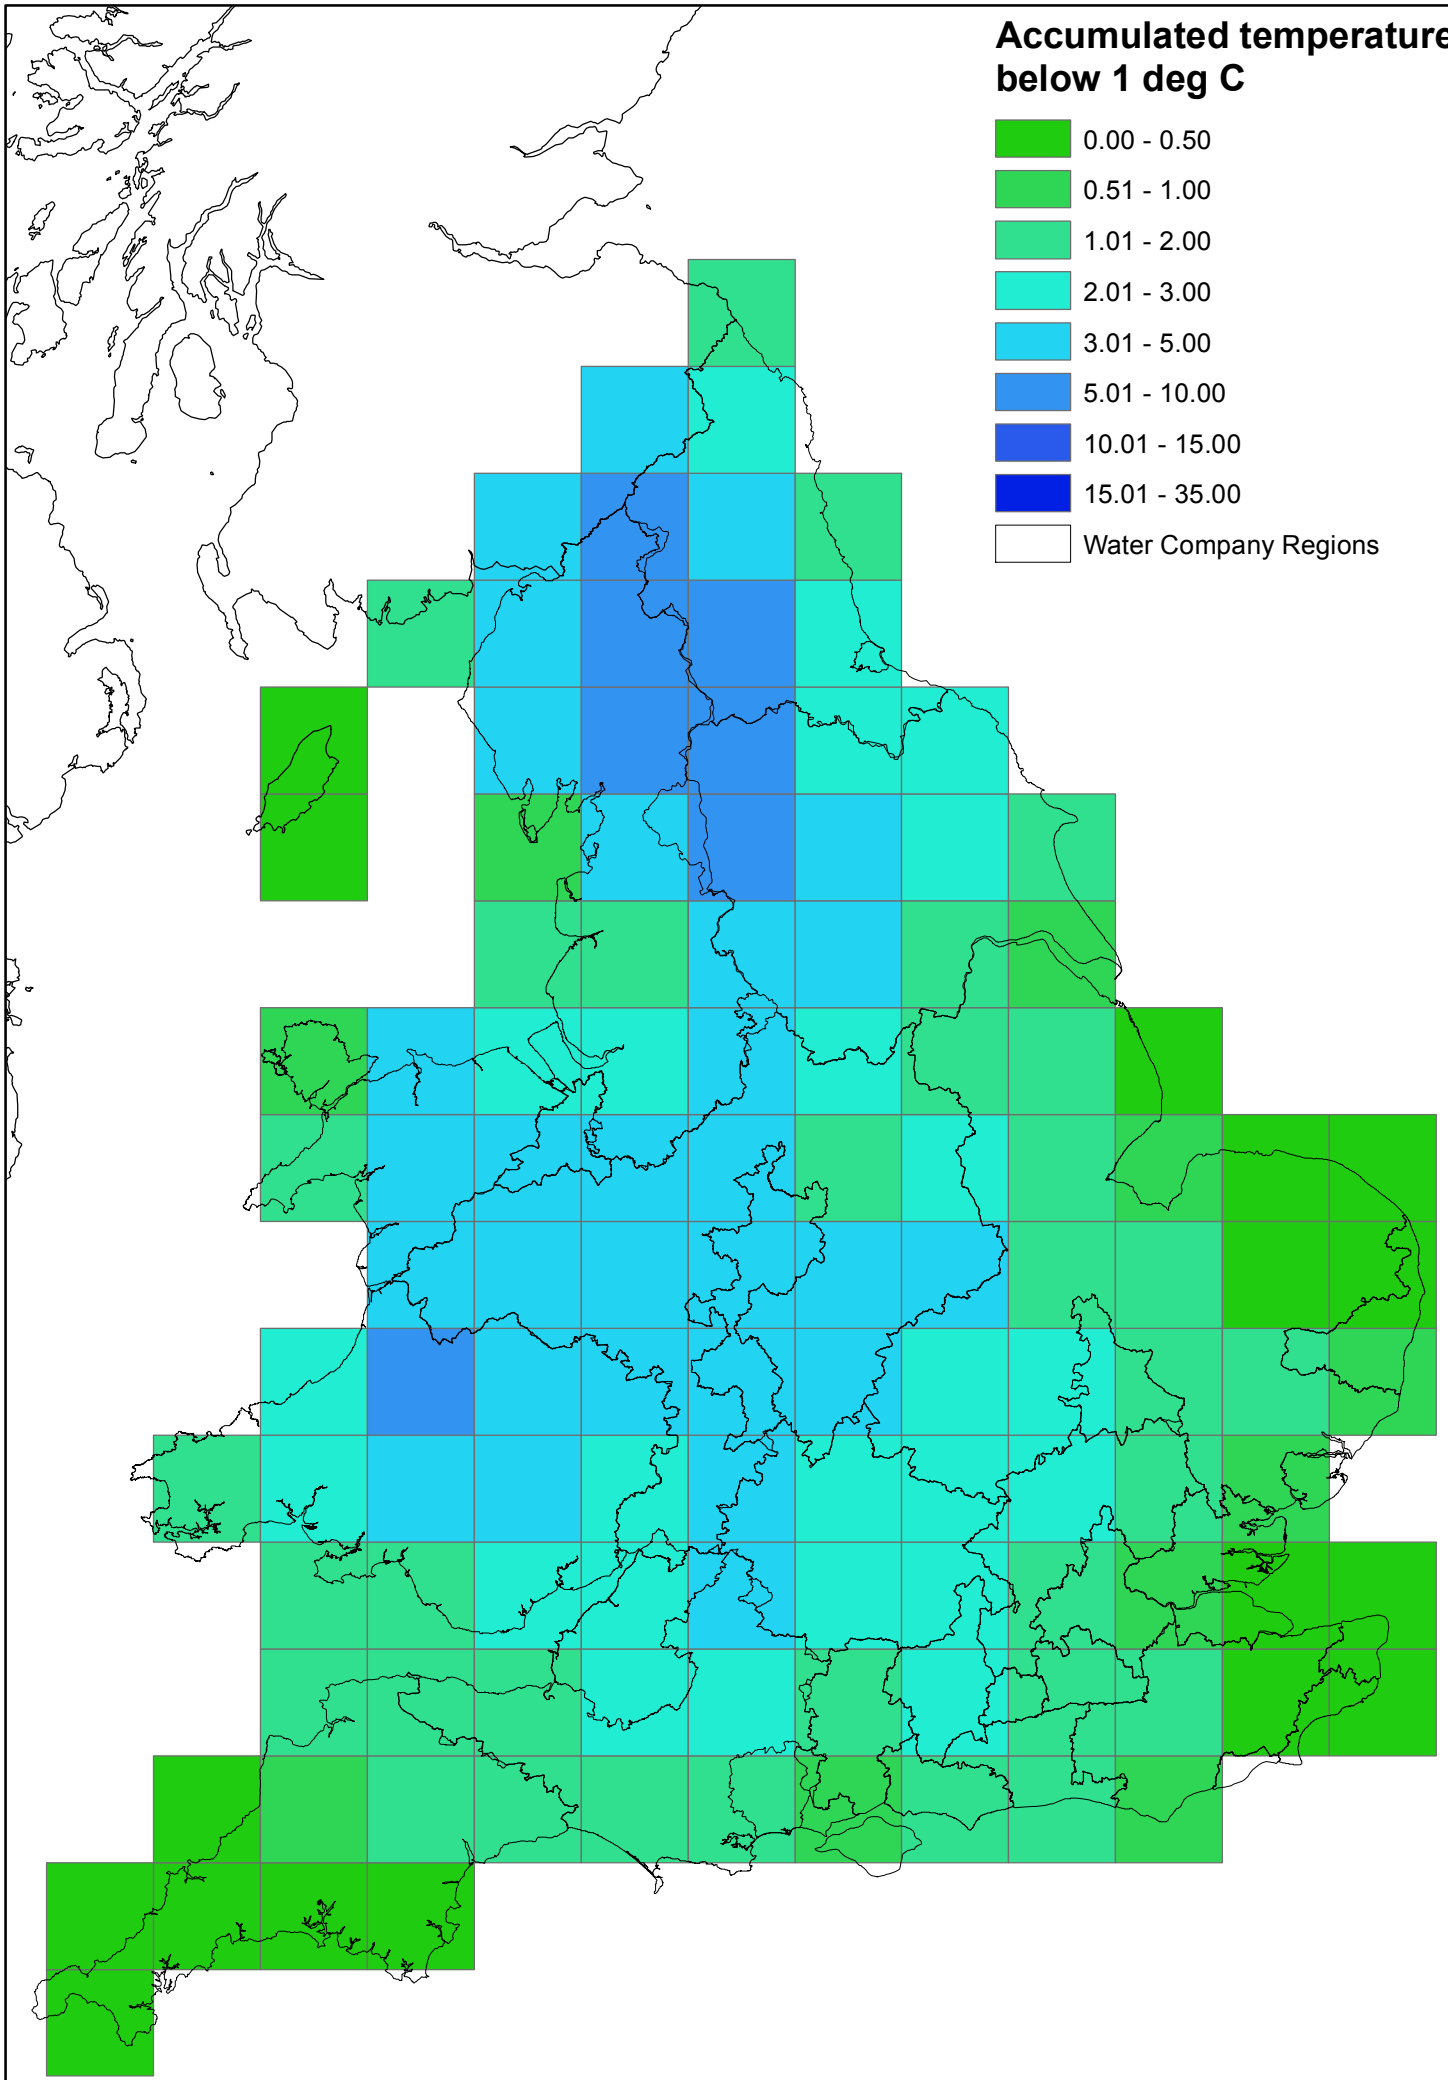 Accumulated temperature
below 1 deg C
0.00 - 0.50
0.51 - 1.00
1.01 - 2.00
2.01 - 3.00
3.01 - 5.00
5.01 - 10.00
10.01 - 15.00
15.01 - 35.00
Water Company Regions